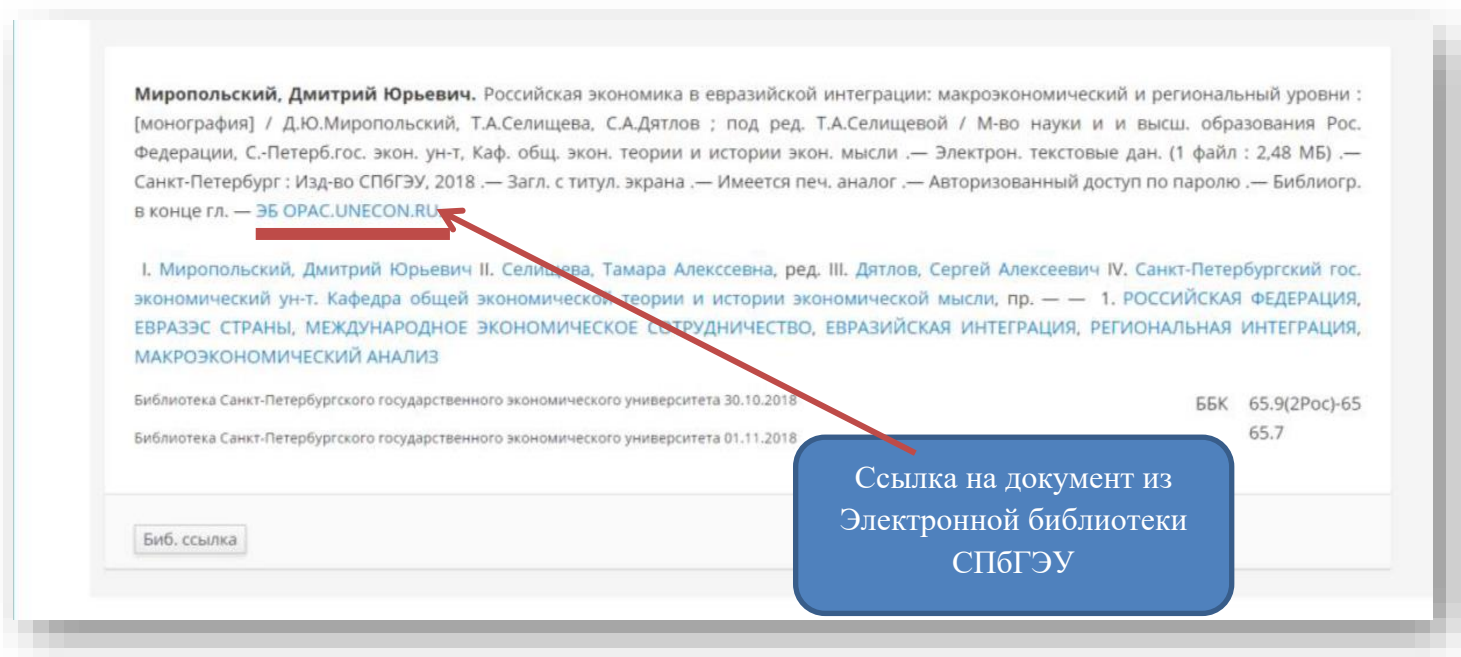 Миропольский, Дмитрий Юрьевич. Российская экономика в евразийской интеграции: макроэкономический и региональный уровни :
[монография] / Д.Ю.Миропольский, Т.А.Селищева, С.А.Дятлов ; под ред. Т.А.Селищевой / М-во науки и и высш. образования Рос.
Федерации, С.-Петерб.гос. экон. ун-т, Каф. общ. экон. теории и истории экон. мысли .— Электрон. текстовые дан. (1 файл : 2,48 МБ) .—
Санкт-Петербург : Изд-во СПбГЭУ, 2018 .— Загл. с титул. экрана .— Имеется печ. аналог .— Авторизованный доступ по паролю .— Библиогр.
в конце гл. — ЭБ OPAC.UNECON.RU.
I. Миропольский, Дмитрий Юрьевич II. Селищева, Тамара Алекссевна, ред. III. Дятлов, Сергей Алексеевич IV. Санкт-Петербургский гос.
экономический ун-т. Кафедра общей экономической теории и истории экономической мысли, пр. — — 1. РОССИЙСКАЯ ФЕДЕРАЦИЯ,
ЕВРАЗЭС СТРАНЫ, МЕЖДУНАРОДНОЕ ЭКОНОМИЧЕСКОЕ СОТРУДНИЧЕСТВО, ЕВРАЗИЙСКАЯ ИНТЕГРАЦИЯ, РЕГИОНАЛЬНАЯ ИНТЕГРАЦИЯ,
МАКРОЭКОНОМИЧЕСКИЙ АНАЛИЗ
Библиотека Санкт-Петербургского государственного экономического университета 30.10.2018
Библиотека Санкт-Петербургского государственного экономического университета 01.11.2018
ББК 65.9(2Рос)-65
65.7
Ссылка на документ из
Электронной библиотеки
СПбГЭУ
Биб. ссылка